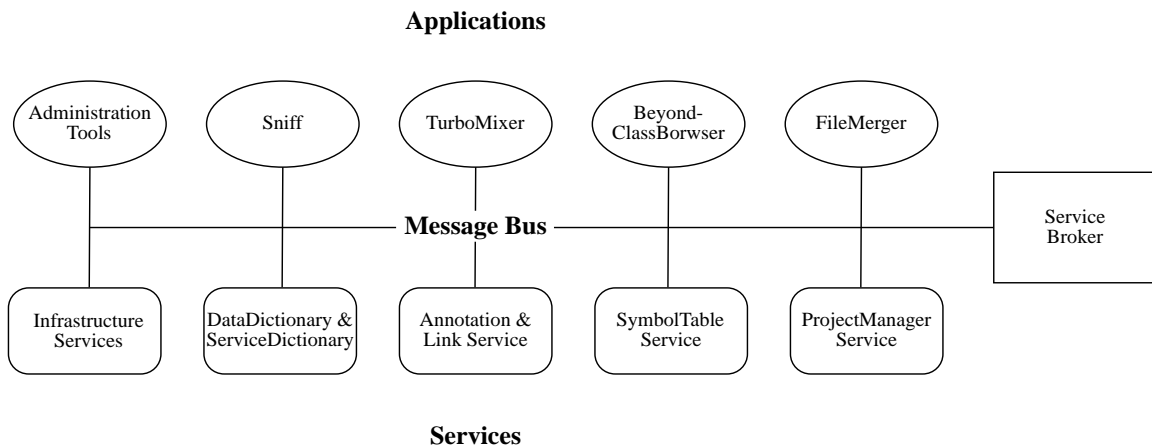 Applications
Administration
Tools
Sniff
TurboMixer
Beyond-
ClassBorwser
FileMerger
Message Bus
Service
Broker
Infrastructure
Services
DataDictionary &
ServiceDictionary
Annotation &
Link Service
SymbolTable
Service
ProjectManager
Service
Services